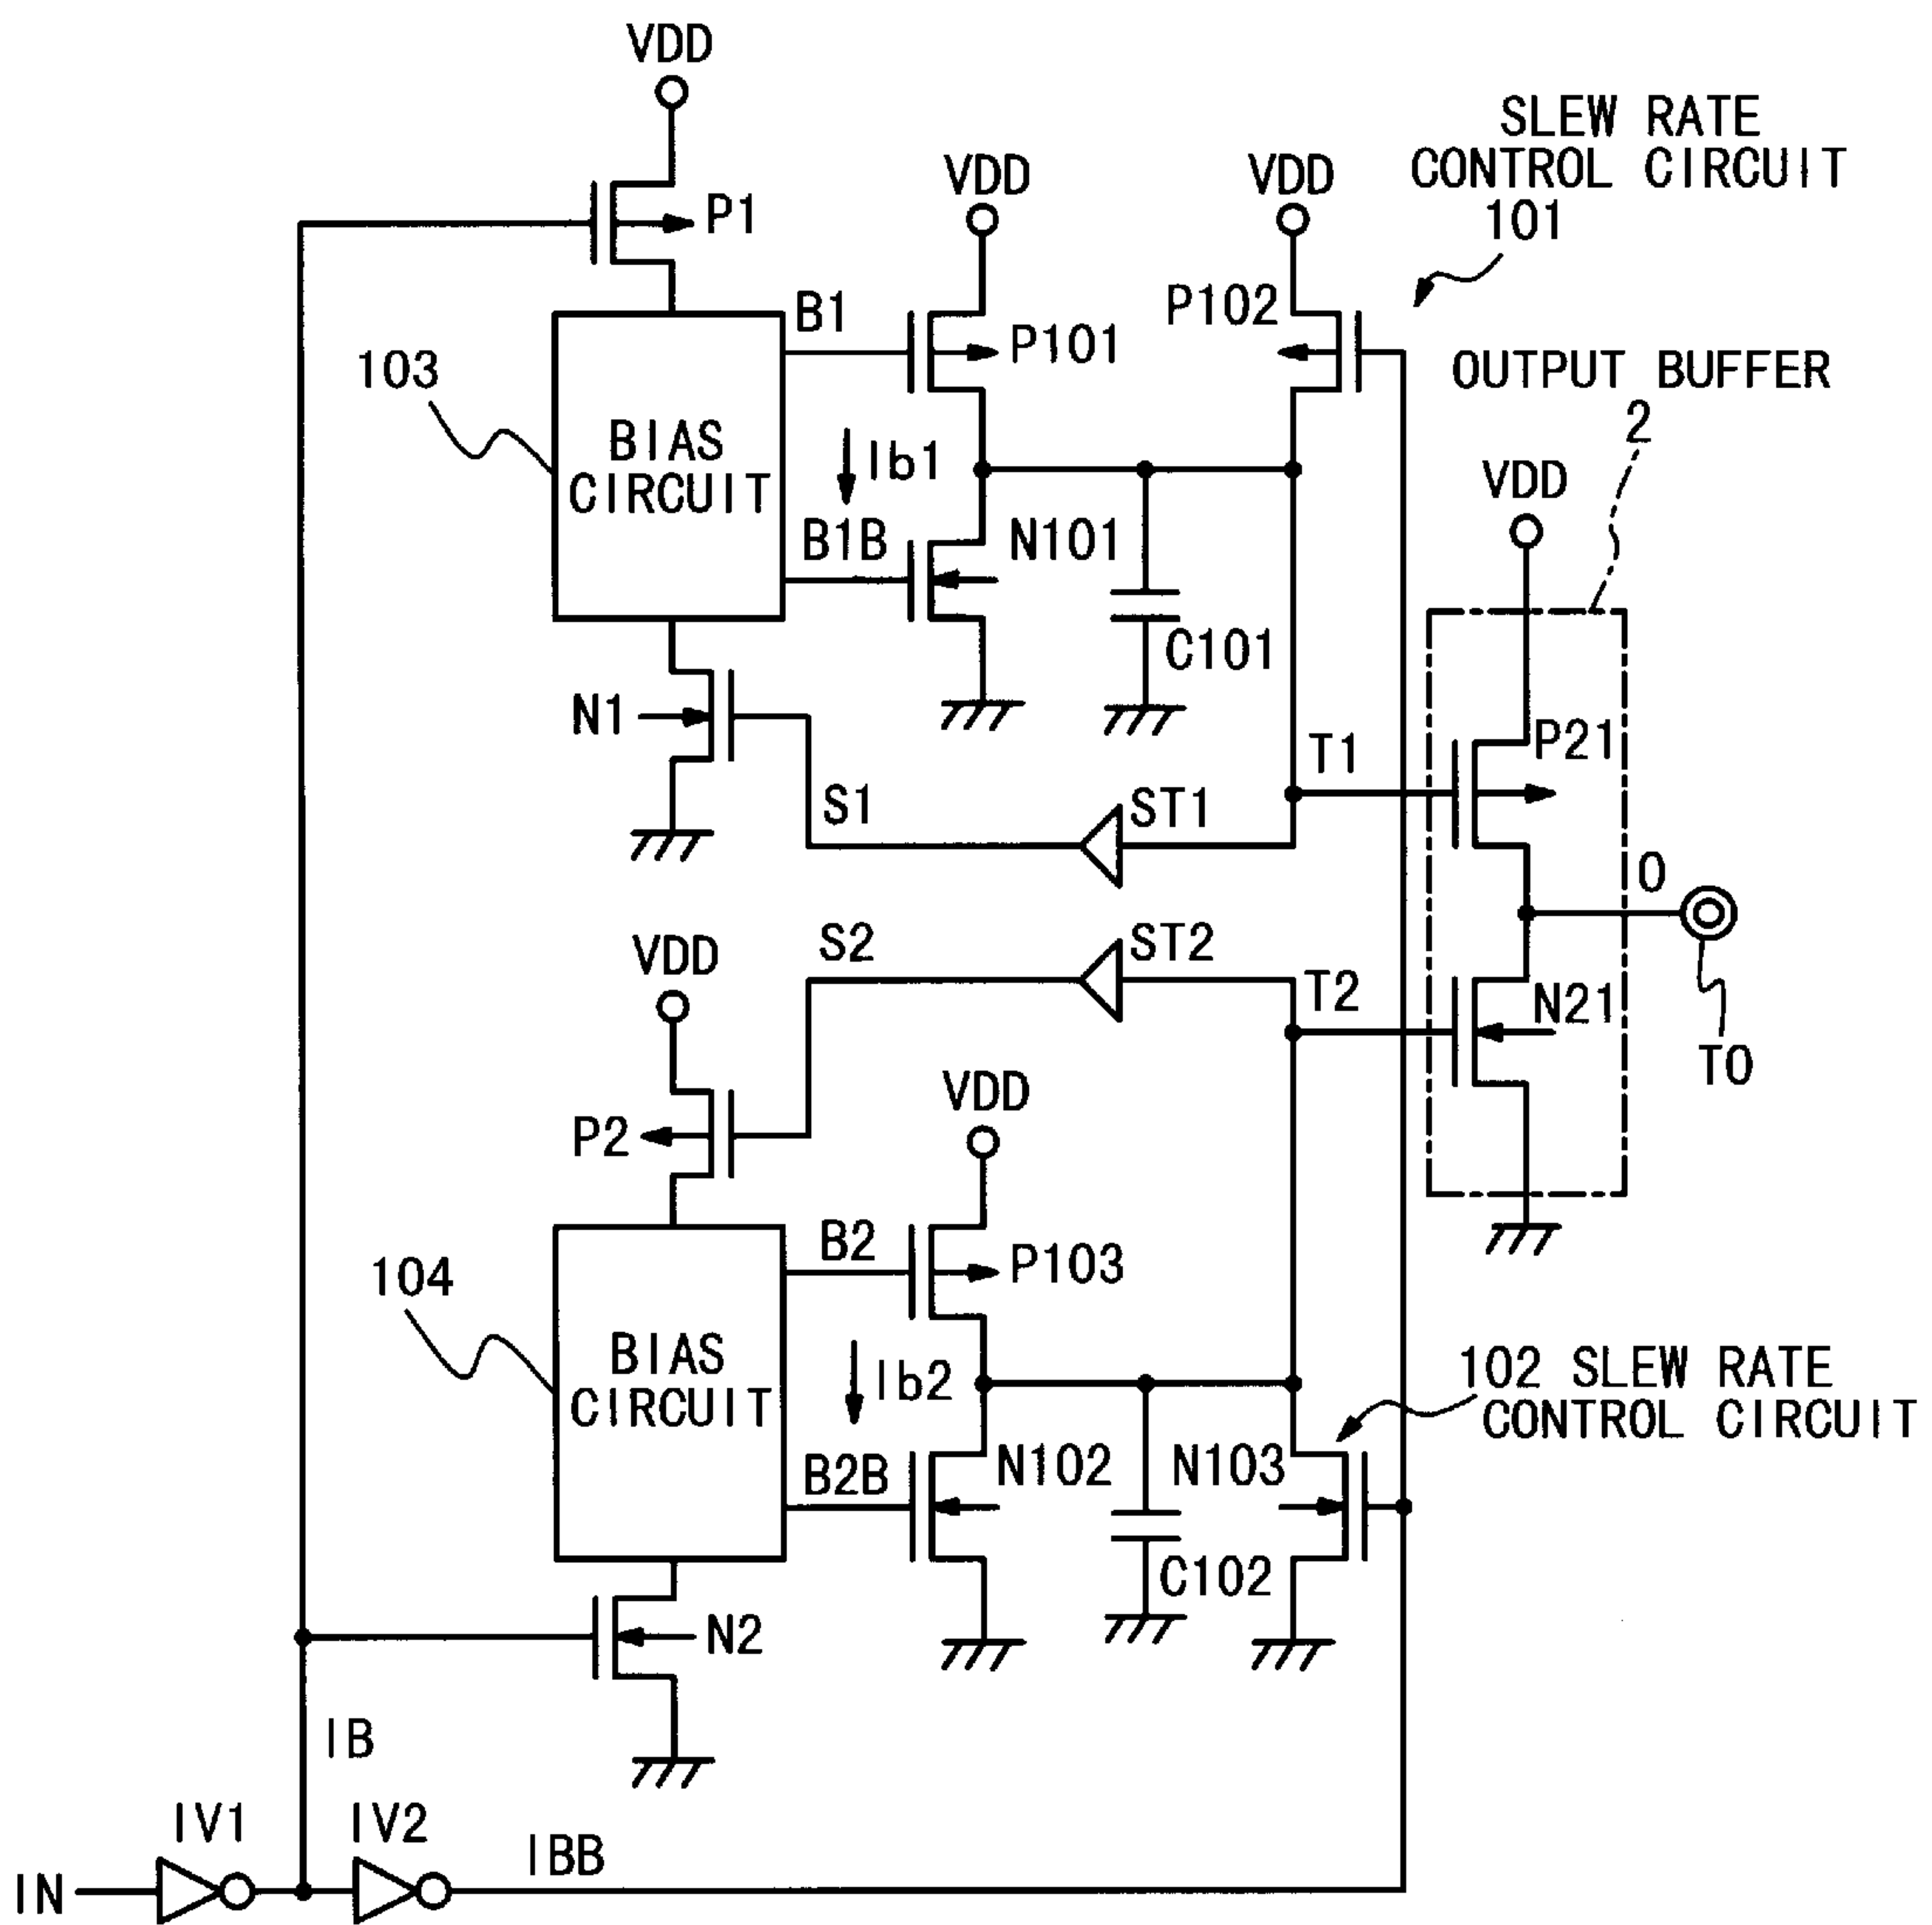 VDD
P1
VDD
VDD
SLEW RATE
CONTROL CIRCUIT
101
B1
P101
P102
103
BIAS
CIRCUIT
Ib1
B1B
N101
C101
OUTPUT BUFFER
2
VDD
N1
S1
ST1
T1
P21
O
VDD
S2
ST2
T2
N21
TO
P2
VDD
B2
P103
104
BIAS
CIRCUIT
Ib2
B2B
N102
N103
C102
102 SLEW RATE
CONTROL CIRCUIT
N2
IB
IV1
IV2
IBB
IN